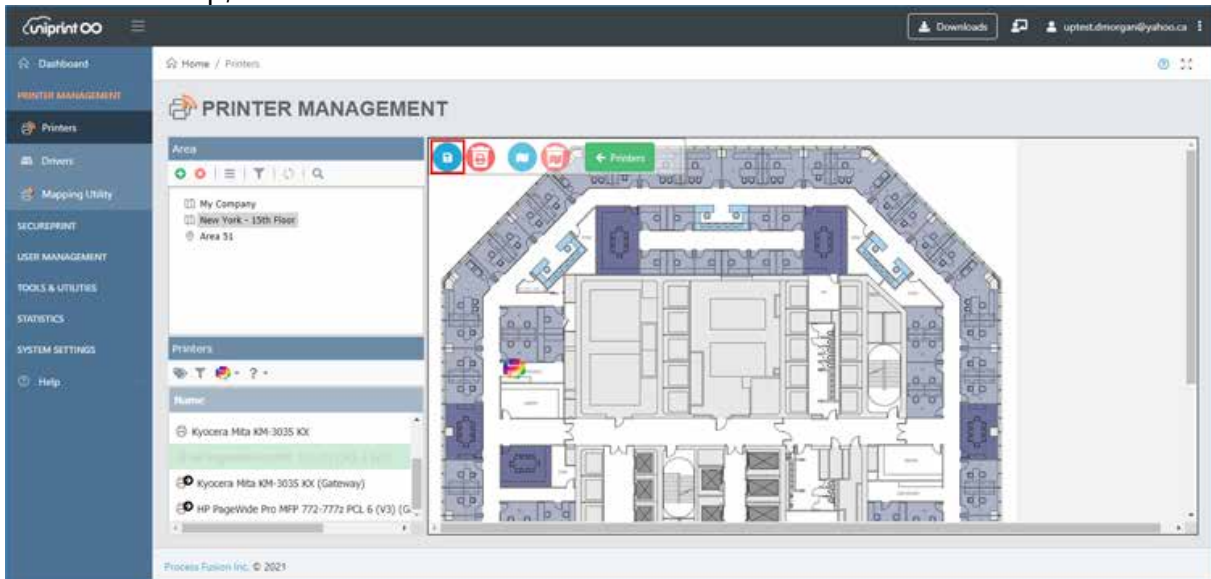 uniprint
Downloads
uptest.dmorgan@yahoo.ca
Dashboard
Home / Printers
PRINTER MANAGEMENT
PRINTER MANAGEMENT
Printers
Drivers
Mapping Utility
SECUREPRINT
USER MANAGEMENT
TOOLS & UTILITIES
STATISTICS
SYSTEM SETTINGS
Help
Area
My Company
New York - 15th Floor
Area 51
Printers
?
Name
Kyocera Mita KM-3035 KX
Kyocera Mita KM-3035 KX (Gateway)
HP PageWide Pro MFP 772-777z PCL 6 (V3) (G
Printers
Process Fusion Inc. © 2021